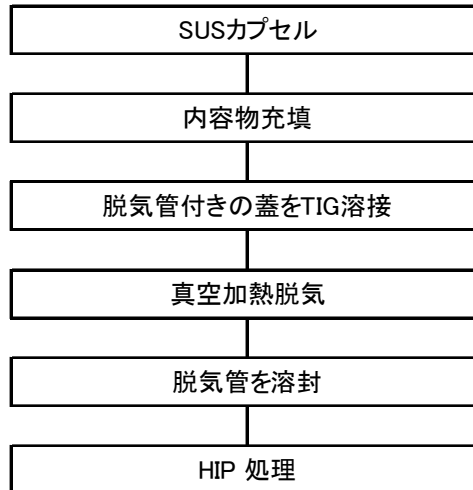 SUSカプセル
内容物充填
脱気管付きの蓋をTIG溶接
真空加熱脱気
脱気管を溶封
HIP 処理